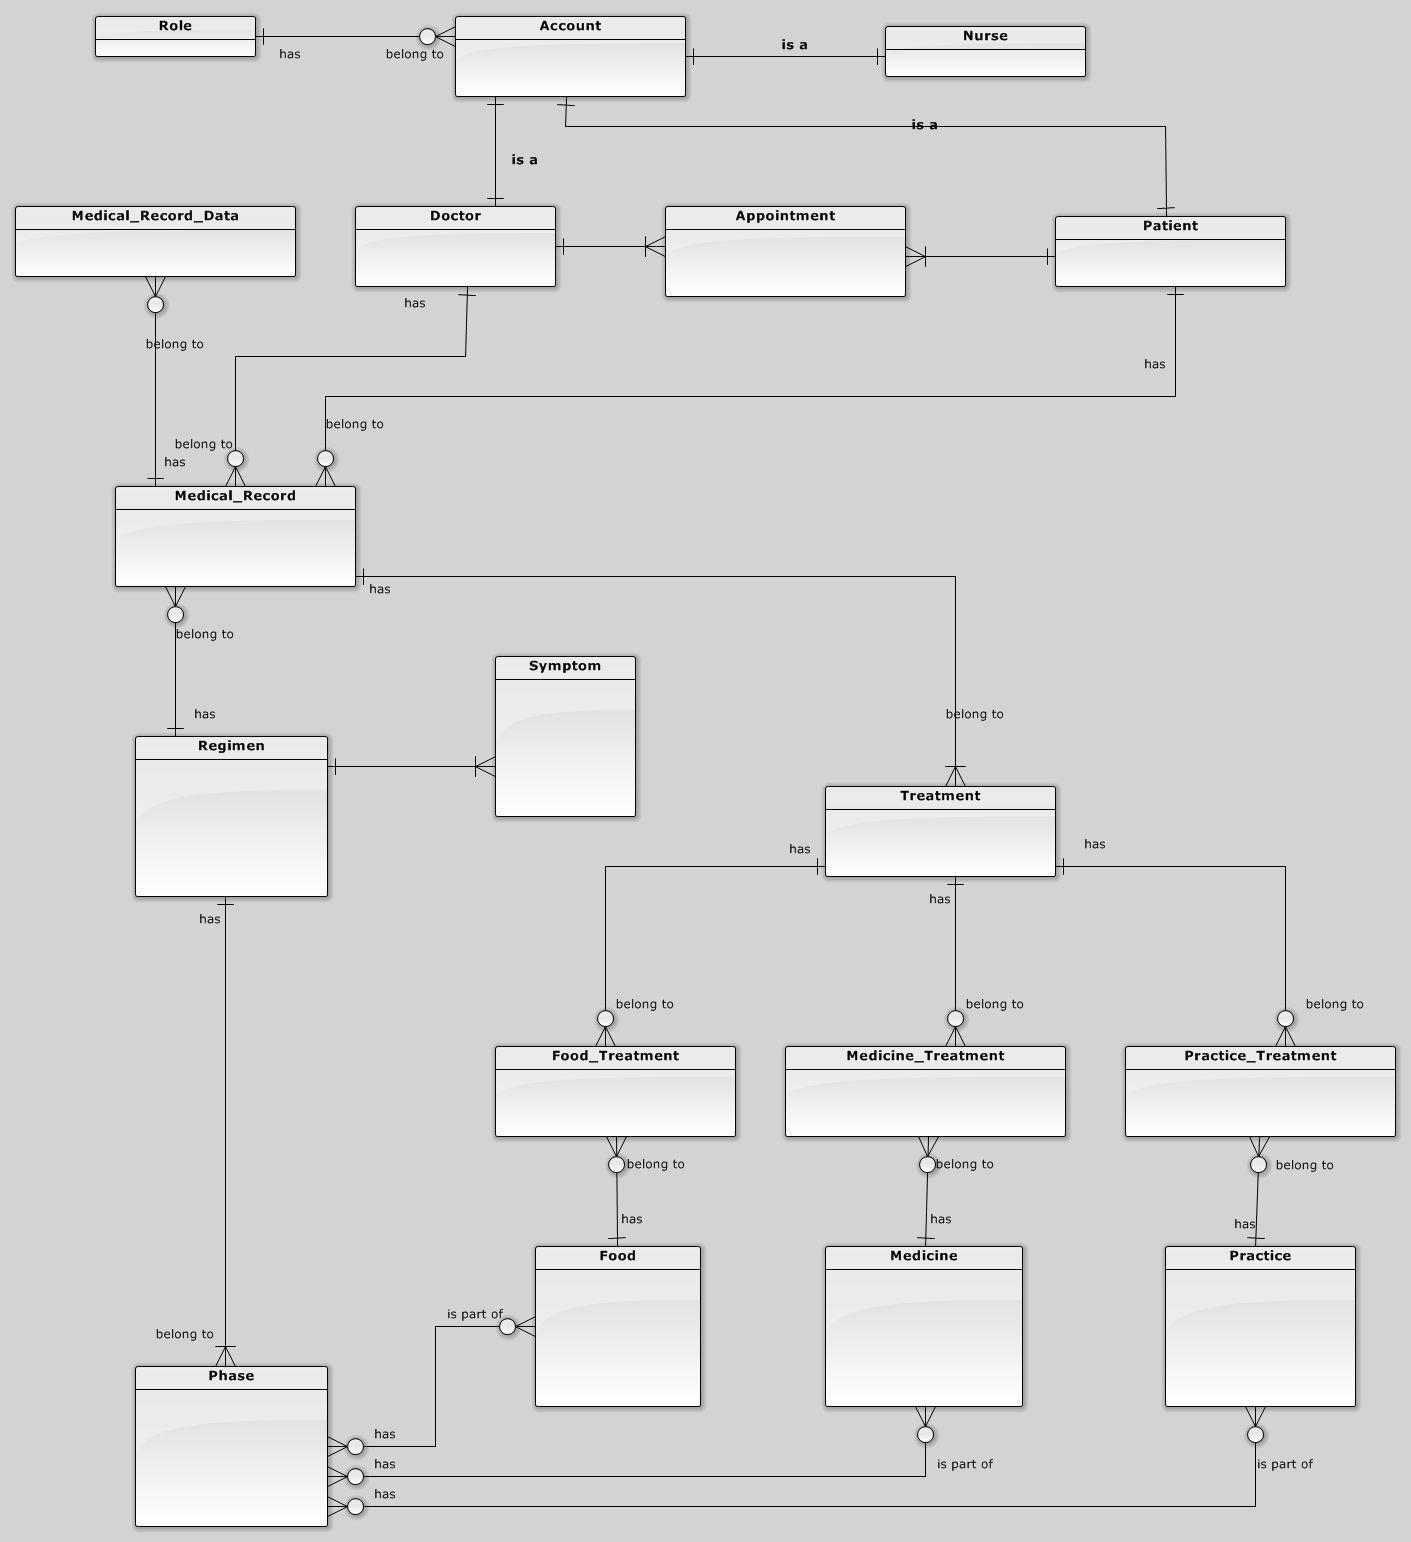 Role
Account
Nurse
is a
has
belong to
is a
is a
Medical_Record_Data
Doctor
Appointment
Patient
has
belong to
has
belong to
belong to
has
Medical_Record
has
belong to
Symptom
has
belong to
Regimen
Treatment
has
has
has
has
belong to
belong to
belong to
Food_Treatment
Medicine_Treatment
Practice_Treatment
belong to
belong to
belong to
has
has
has
Food
Medicine
Practice
is part of
belong to
Phase
has
has
is part of
is part of
has